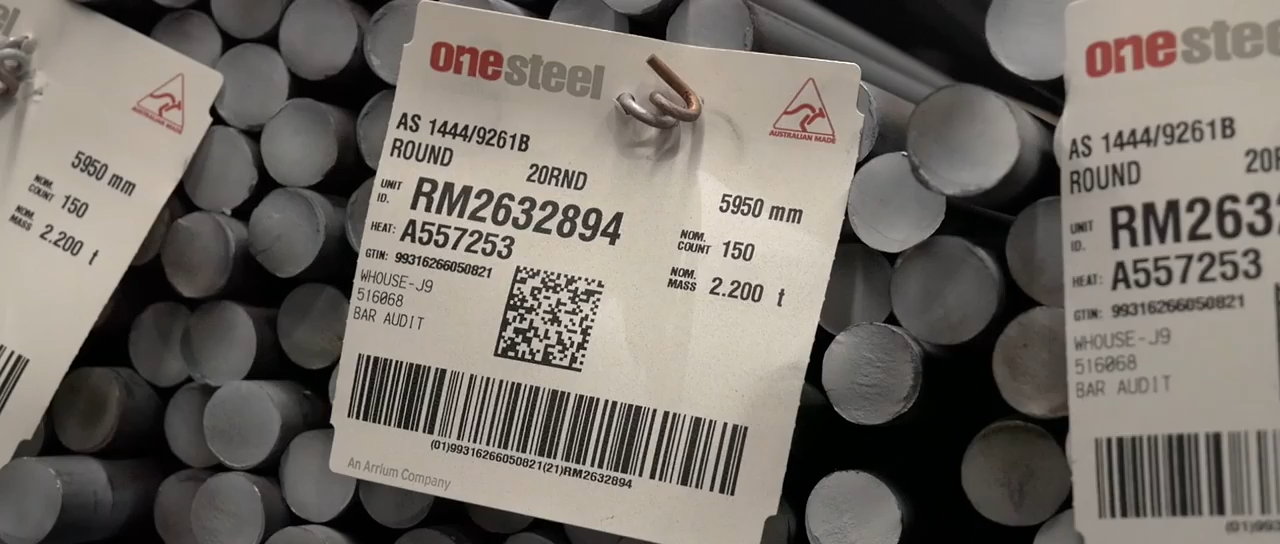 5950 mm
NOM. COUNT 150
NOM. MASS 2.200 t
onesteel
AUSTRALIAN MADE
AS 1444/9261B
ROUND
20RND
5950 mm
UNIT ID. RM2632894
NOM. COUNT 150
HEAT: A557253
NOM. MASS 2.200 t
GTIN: 99316266050821
WHOUSE-J9
516068
BAR AUDIT
(01)99316266050821(21)RM2632894
An Arrium Company
onestee
AS 1444/9261B
ROUND
UNIT ID. RM263
HEAT: A557253
GTIN: 99316266050821
WHOUSE-J9
516068
BAR AUDIT